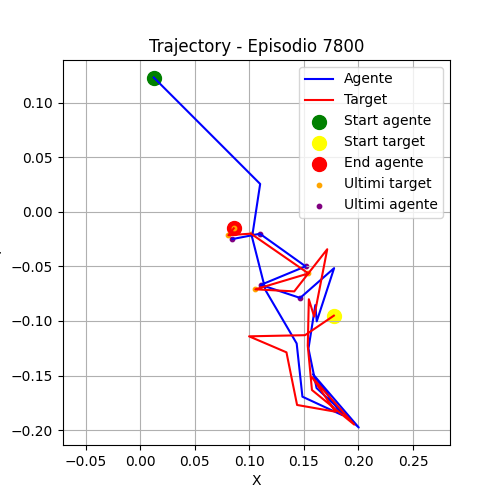 Trajectory - Episodio 7800
Agente
Target
Start agente
Start target
End agente
Ultimi target
Ultimi agente
0.10
0.05
0.00
−0.05
−0.10
−0.15
−0.20
−0.05
0.00
0.05
0.10
0.15
0.20
0.25
X